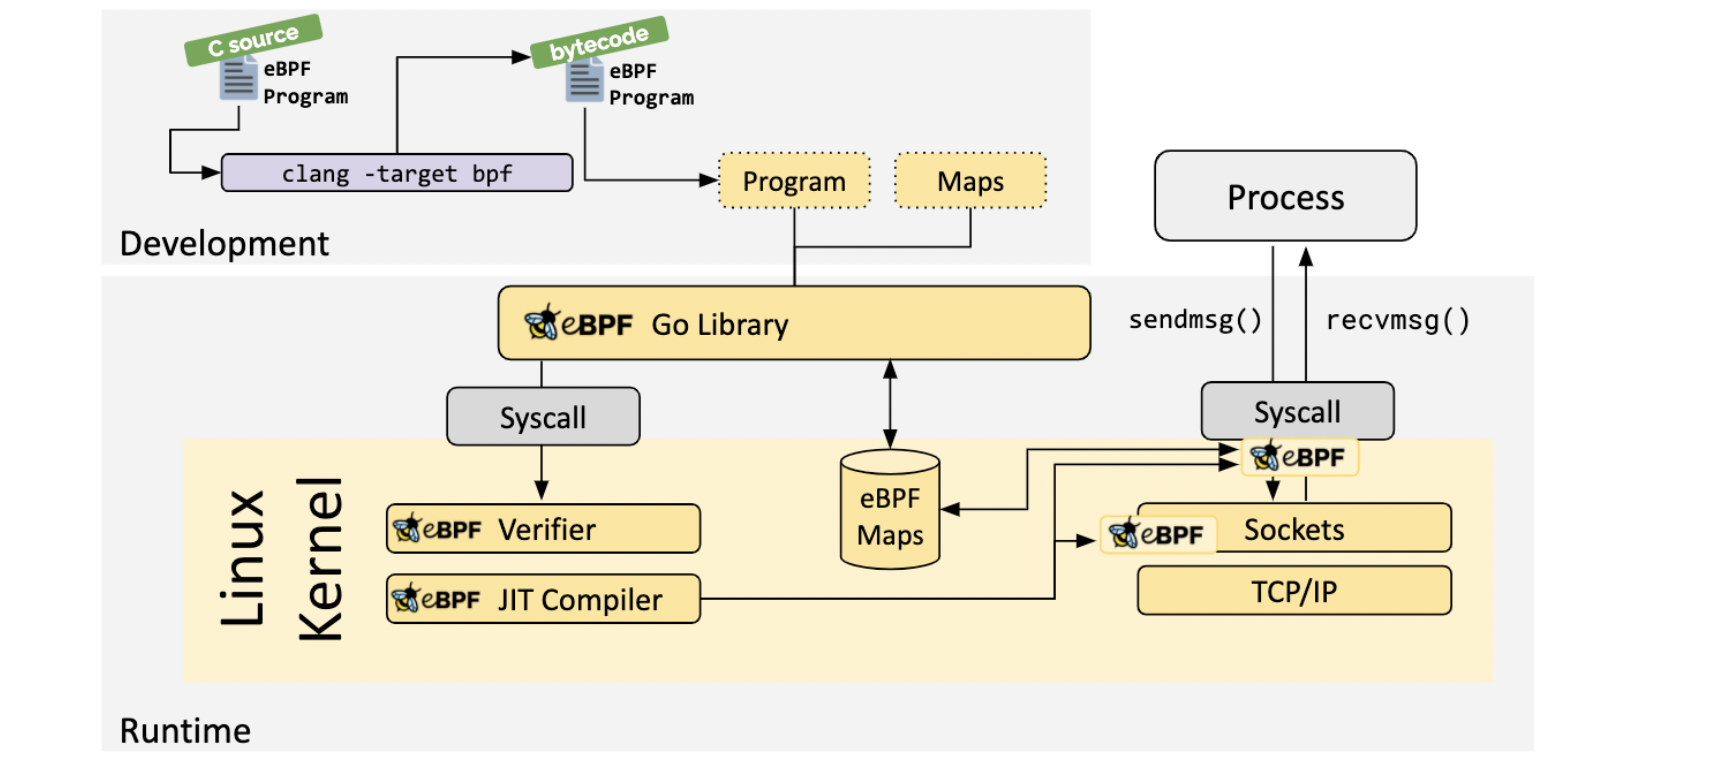 C source
eBPF
Program
bytecode
eBPF
Program
clang -target bpf
Program
Maps
Development
Process
eBPF Go Library
sendmsg()
recvmsg()
Syscall
Syscall
eBPF
Linux
Kernel
eBPF Verifier
eBPF
Maps
eBPF
Sockets
eBPF JIT Compiler
TCP/IP
Runtime